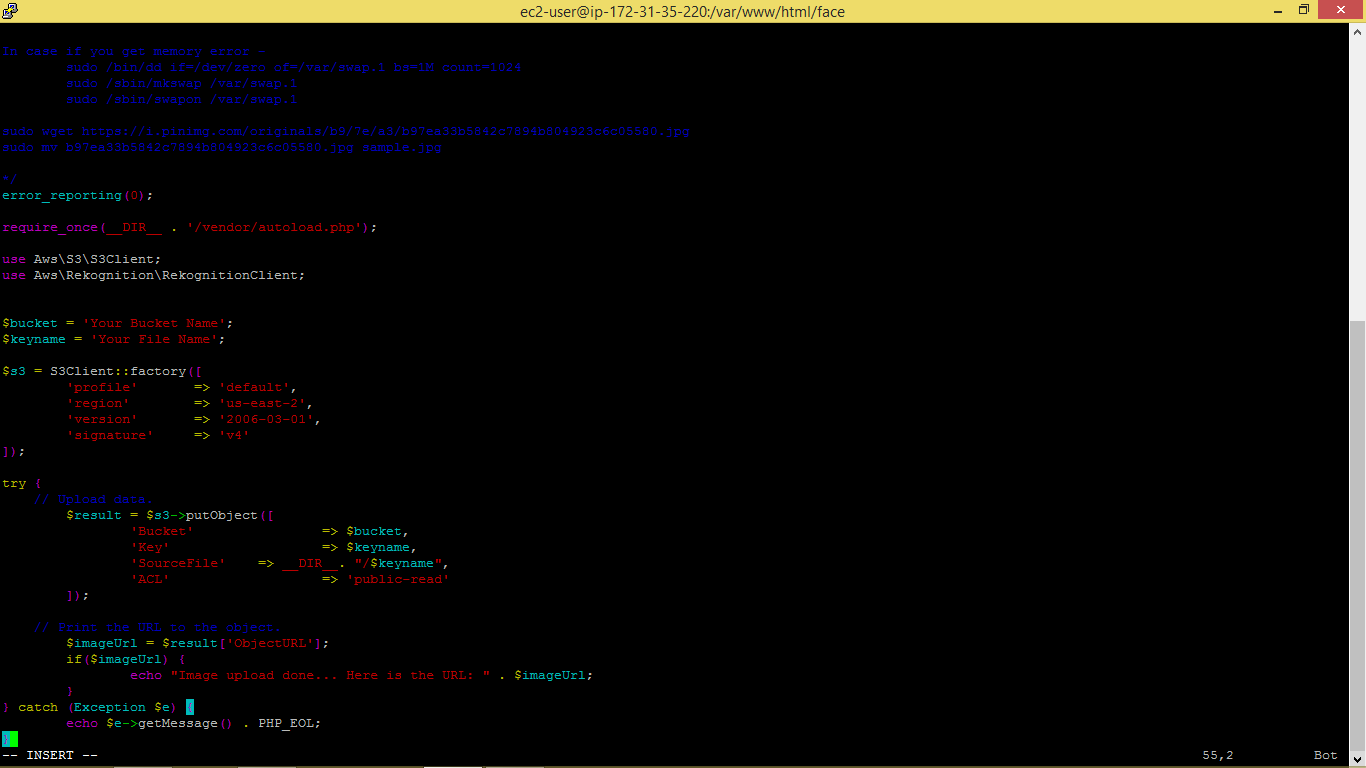 ec2-user@ip-172-31-35-220:/var/www/html/face
In case if you get memory error -
sudo /bin/dd if=/dev/zero of=/var/swap.1 bs=1M count=1024
sudo /sbin/mkswap /var/swap.1
sudo /sbin/swapon /var/swap.1
sudo wget https://i.pinimg.com/originals/b9/7e/a3/b97ea33b5842c7894b804923c6c05580.jpg
sudo mv b97ea33b5842c7894b804923c6c05580.jpg sample.jpg
*/
error_reporting(0);
require_once(__DIR__ . '/vendor/autoload.php');
use Aws\S3\S3Client;
use Aws\Rekognition\RekognitionClient;
$bucket = 'Your Bucket Name';
$keyname = 'Your File Name';
$s3 = S3Client::factory([
'profile' => 'default',
'region' => 'us-east-2',
'version' => '2006-03-01',
'signature' => 'v4'
]);
try {
// Upload data.
$result = $s3->putObject([
'Bucket' => $bucket,
'Key' => $keyname,
'SourceFile' => __DIR__. "/$keyname",
'ACL' => 'public-read'
]);
// Print the URL to the object.
$imageUrl = $result['ObjectURL'];
if($imageUrl) {
echo "Image upload done... Here is the URL: " . $imageUrl;
}
} catch (Exception $e) {
echo $e->getMessage() . PHP_EOL;
}
-- INSERT -- 55,2 Bot